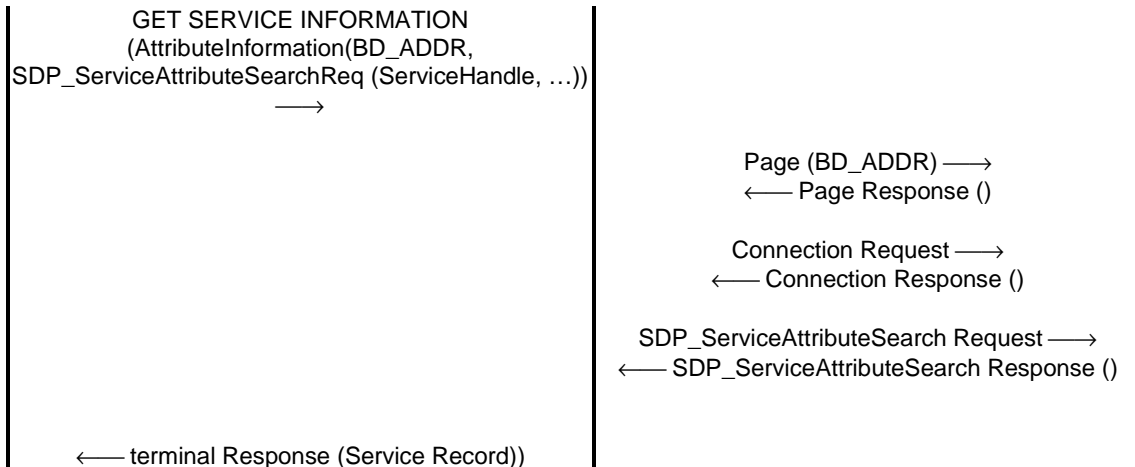 GET SERVICE INFORMATION
(AttributeInformation(BD_ADDR,
SDP_ServiceAttributeSearchReq (ServiceHandle, …))
⟶
Page (BD_ADDR) ⟶
⟵ Page Response ()
Connection Request ⟶
⟵ Connection Response ()
SDP_ServiceAttributeSearch Request ⟶
⟵ SDP_ServiceAttributeSearch Response ()
⟵ terminal Response (Service Record))